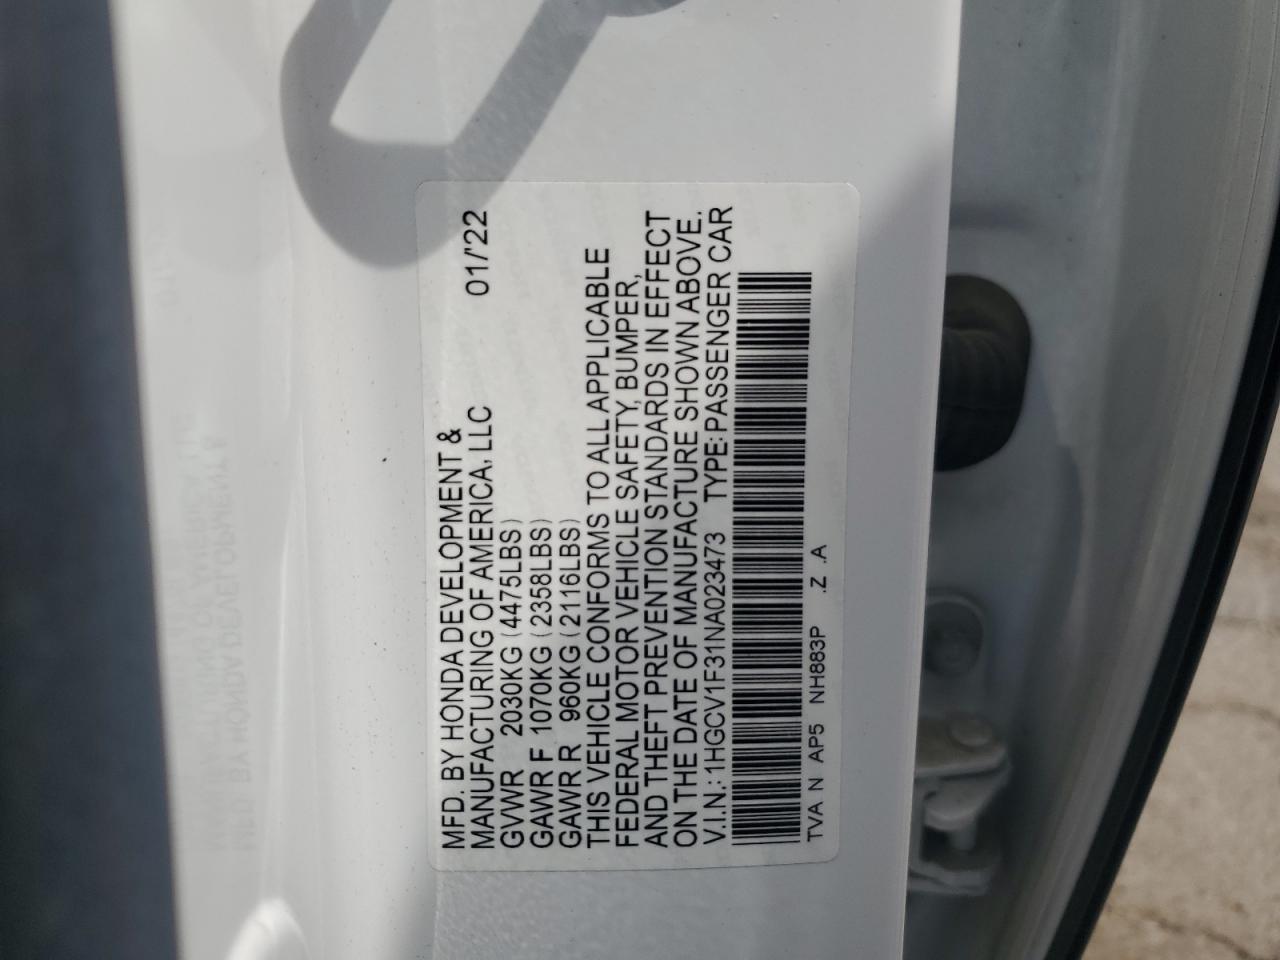 MFD. BY HONDA DEVELOPMENT &
MANUFACTURING OF AMERICA, LLC 01/'22
GVWR 2030KG (4475LBS)
GAWR F 1070KG (2358LBS)
GAWR R 960KG (2116LBS)
THIS VEHICLE CONFORMS TO ALL APPLICABLE
FEDERAL MOTOR VEHICLE SAFETY, BUMPER,
AND THEFT PREVENTION STANDARDS IN EFFECT
ON THE DATE OF MANUFACTURE SHOWN ABOVE.
V.I.N.: 1HGCV1F31NA023473 TYPE: PASSENGER CAR
TVA N AP5 NH883P .Z .A